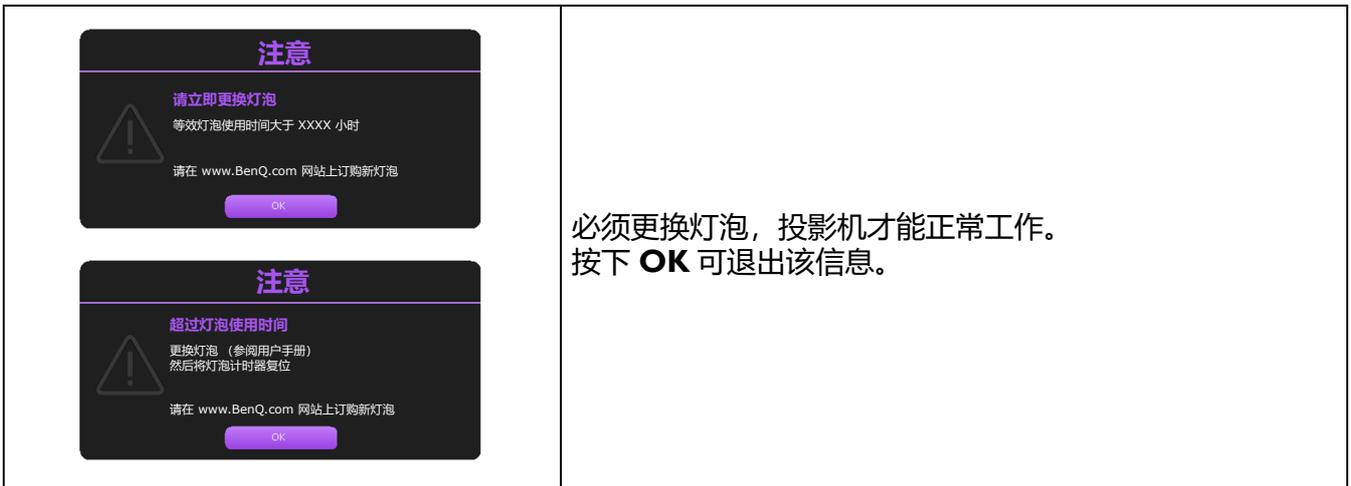 注意
请立即更换灯泡
等效灯泡使用时间大于 XXXX 小时
请在 www.BenQ.com 网站上订购新灯泡
OK
注意
超过灯泡使用时间
更换灯泡 （参阅用户手册）
然后将灯泡计时器复位
请在 www.BenQ.com 网站上订购新灯泡
OK
必须更换灯泡，投影机才能正常工作。
按下 OK 可退出该信息。